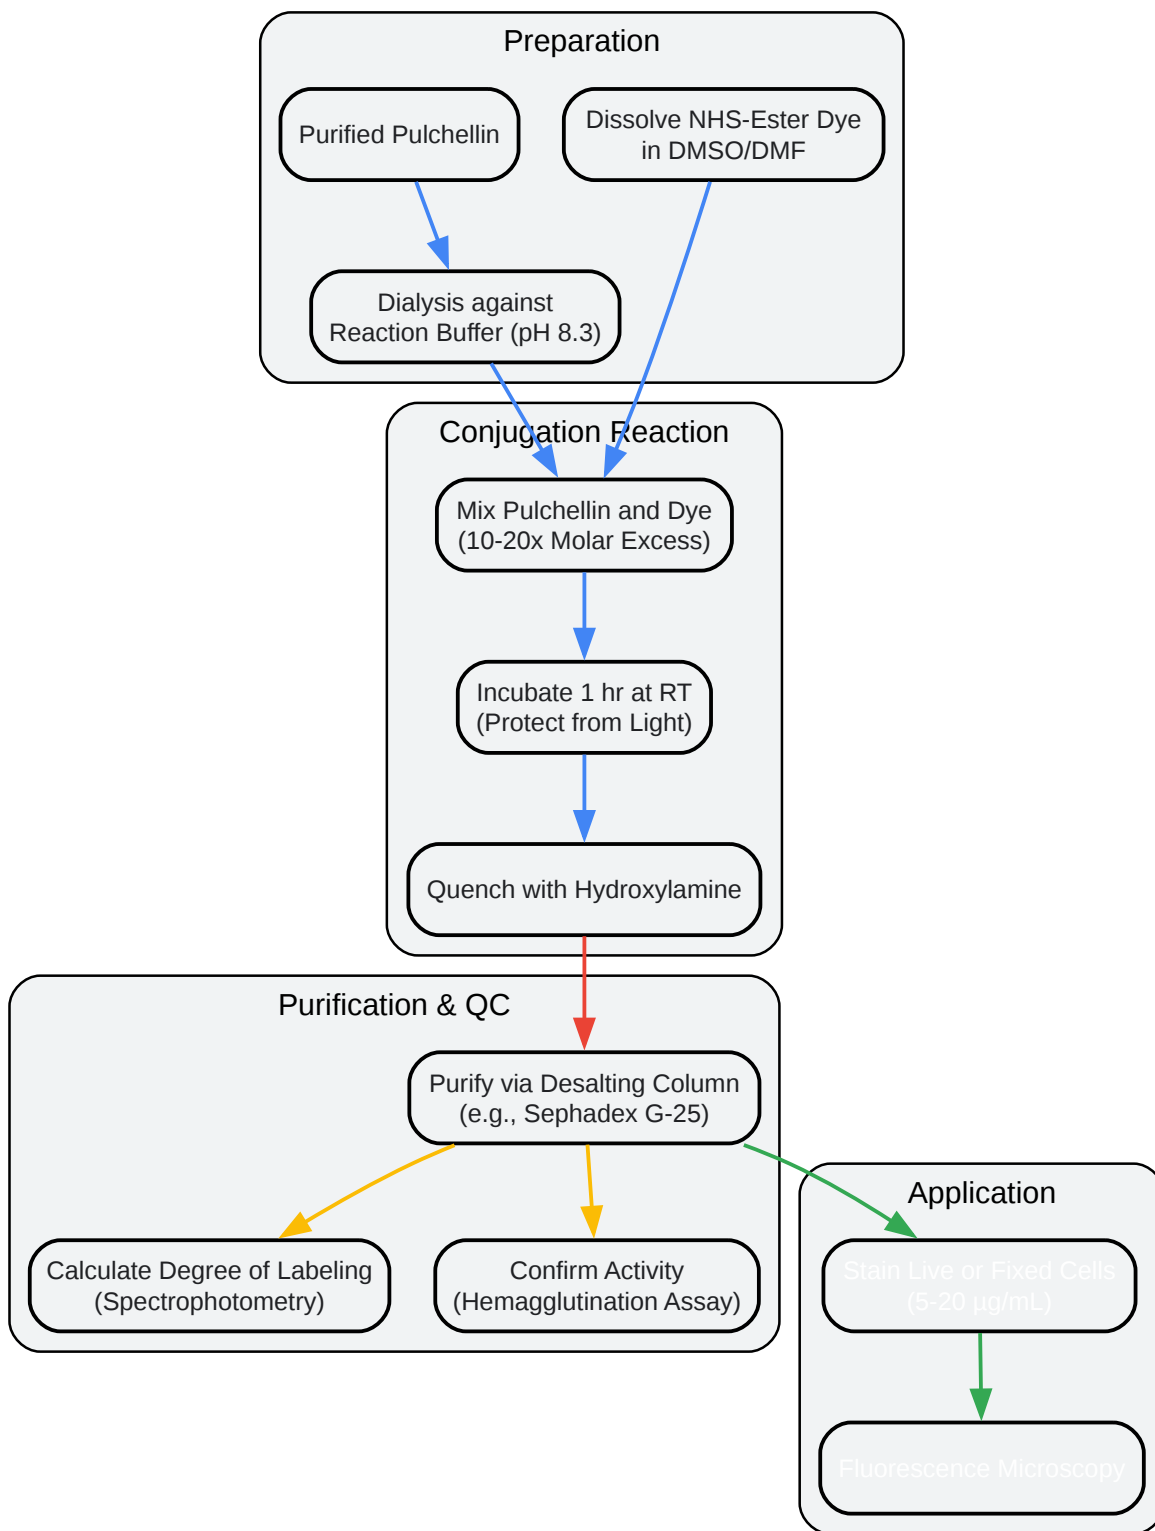 Preparation
Purified Pulchellin
Dissolve NHS-Ester Dye
in DMSO/DMF
Dialysis against
Reaction Buffer (pH 8.3)
Conjugation Reaction
Mix Pulchellin and Dye
(10-20x Molar Excess)
Incubate 1 hr at RT
(Protect from Light)
Quench with Hydroxylamine
Purification & QC
Purify via Desalting Column
(e.g., Sephadex G-25)
Calculate Degree of Labeling
(Spectrophotometry)
Confirm Activity
(Hemagglutination Assay)
Application
Stain Live or Fixed Cells
(5-20 µg/mL)
Fluorescence Microscopy